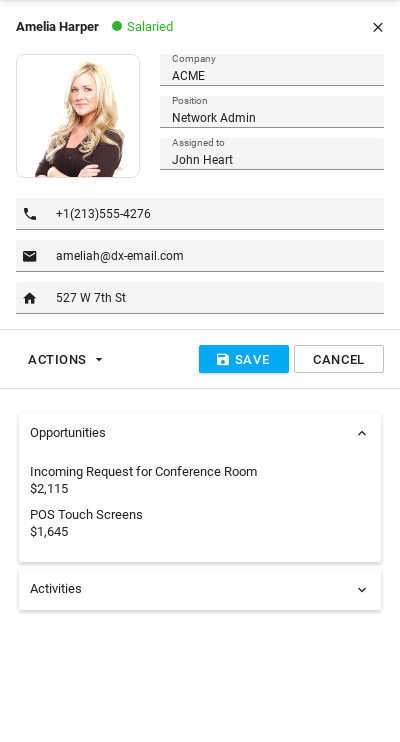 Amelia Harper
Salaried
Company
ACME
Position
Network Admin
Assigned to
John Heart
+1(213)555-4276
ameliah@dx-email.com
527 W 7th St
ACTIONS
SAVE
CANCEL
Opportunities
Incoming Request for Conference Room
$2,115
POS Touch Screens
$1,645
Activities